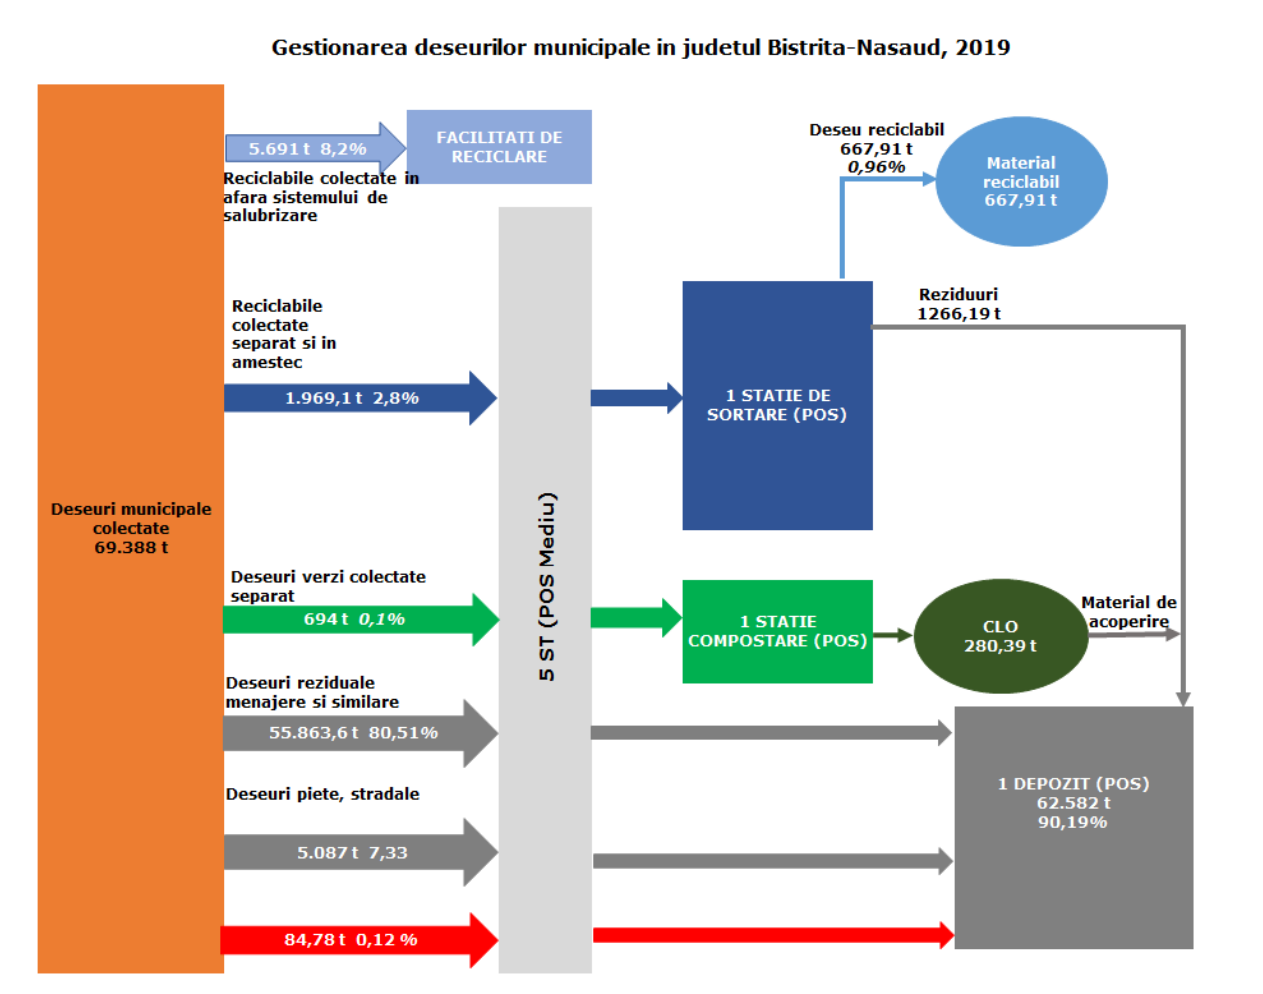 Gestionarea deseurilor municipale in judetul Bistrita-Nasaud, 2019
Deseuri municipale
colectate
69.388 t
5.691 t  8,2%
FACILITATI DE
RECICLARE
Reciclabile colectate in
afara sistemului de
salubrizare
Reciclabile
colectate
separat si in
amestec
1.969,1 t  2,8%
Deseuri verzi colectate
separat
694 t  0,1%
Deseuri reziduale
menajere si similare
55.863,6 t  80,51%
Deseuri piete, stradale
5.087 t  7,33
84,78 t  0,12 %
5 ST (POS Mediu)
1 STATIE DE
SORTARE (POS)
Deseu reciclabil
667,91 t
0,96%
Material
reciclabil
667,91 t
Reziduuri
1266,19 t
1 STATIE
COMPOSTARE (POS)
CLO
280,39 t
Material de
acoperire
1 DEPOZIT (POS)
62.582 t
90,19%